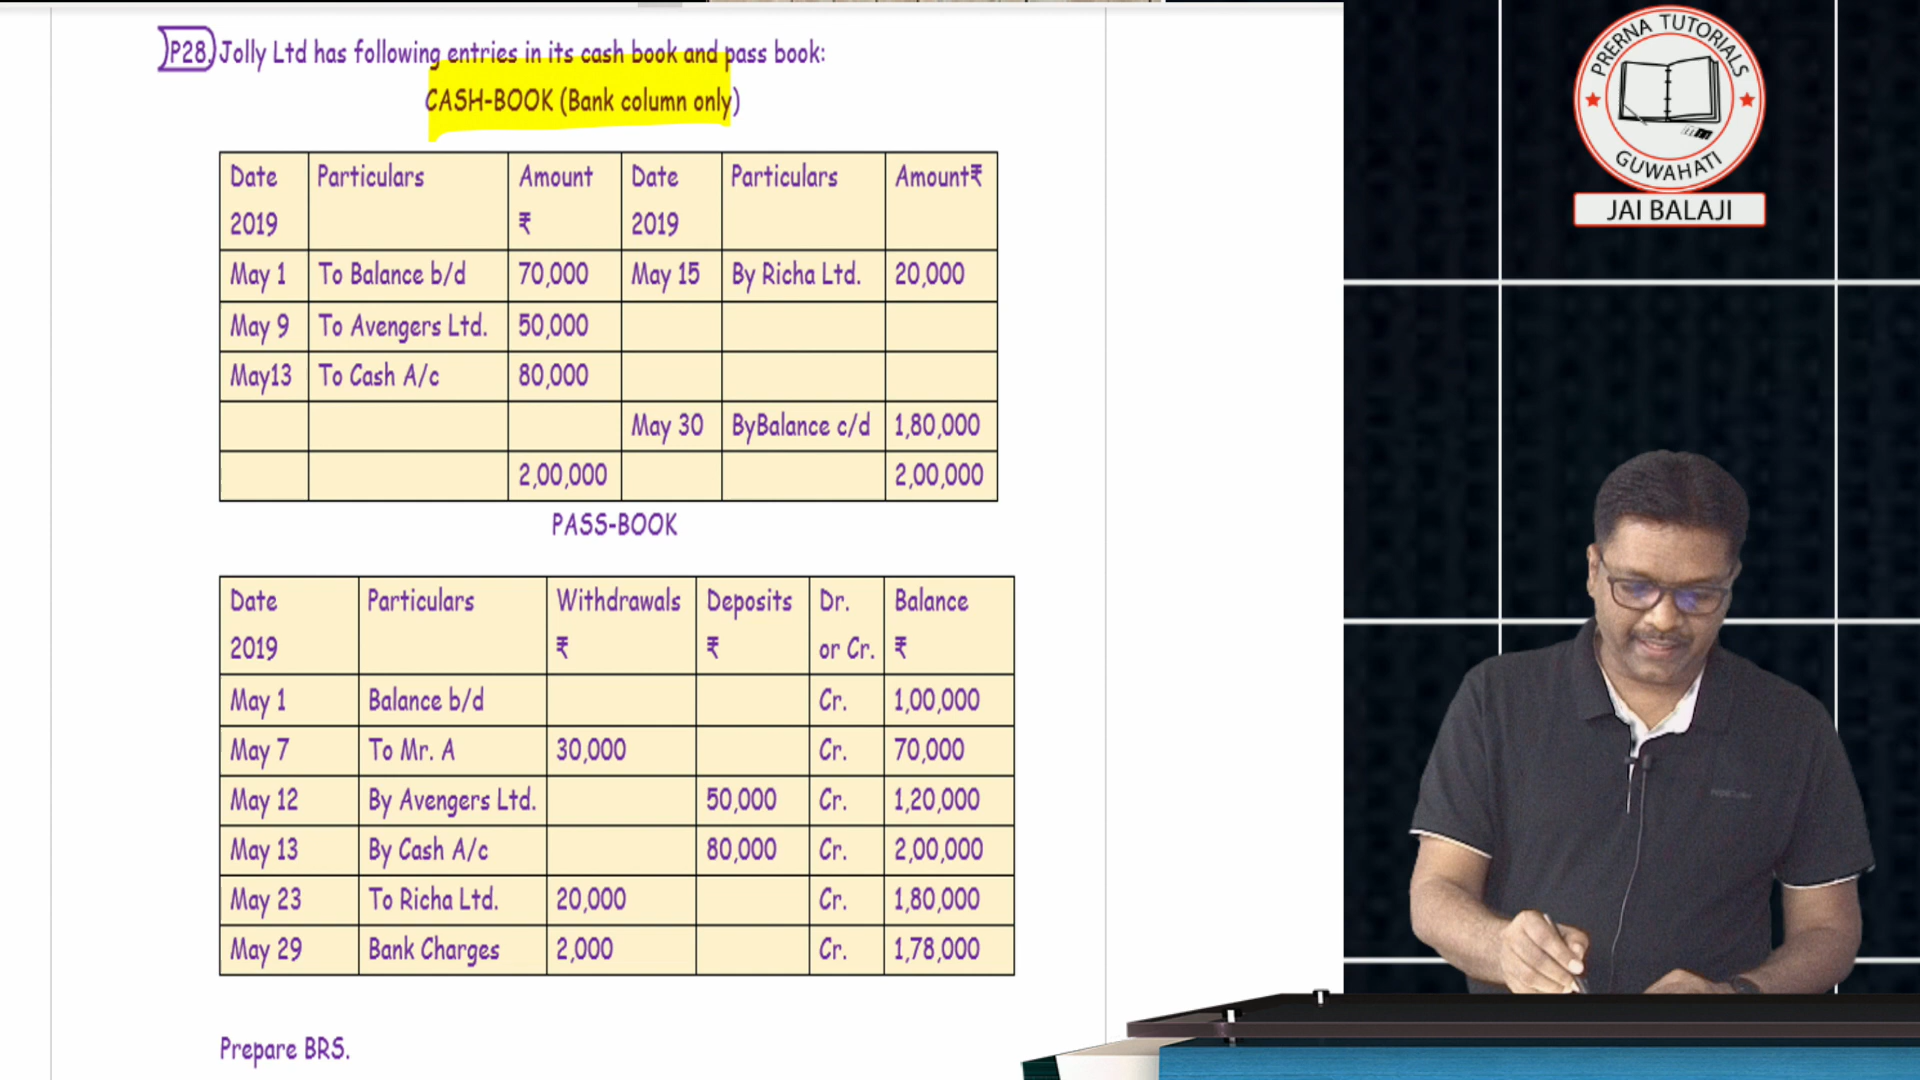 P28. Jolly Ltd has following entries in its cash book and pass book:
CASH-BOOK (Bank column only)
Date 2019 Particulars Amount ₹ Date 2019 Particulars Amount₹
May 1 To Balance b/d 70,000 May 15 By Richa Ltd. 20,000
May 9 To Avengers Ltd. 50,000
May13 To Cash A/c 80,000
May 30 ByBalance c/d 1,80,000
2,00,000 2,00,000
PASS-BOOK
Date 2019 Particulars Withdrawals ₹ Deposits ₹ Dr. or Cr. Balance ₹
May 1 Balance b/d Cr. 1,00,000
May 7 To Mr. A 30,000 Cr. 70,000
May 12 By Avengers Ltd. 50,000 Cr. 1,20,000
May 13 By Cash A/c 80,000 Cr. 2,00,000
May 23 To Richa Ltd. 20,000 Cr. 1,80,000
May 29 Bank Charges 2,000 Cr. 1,78,000
Prepare BRS.
PRERNA TUTORIALS
GUWAHATI
JAI BALAJI